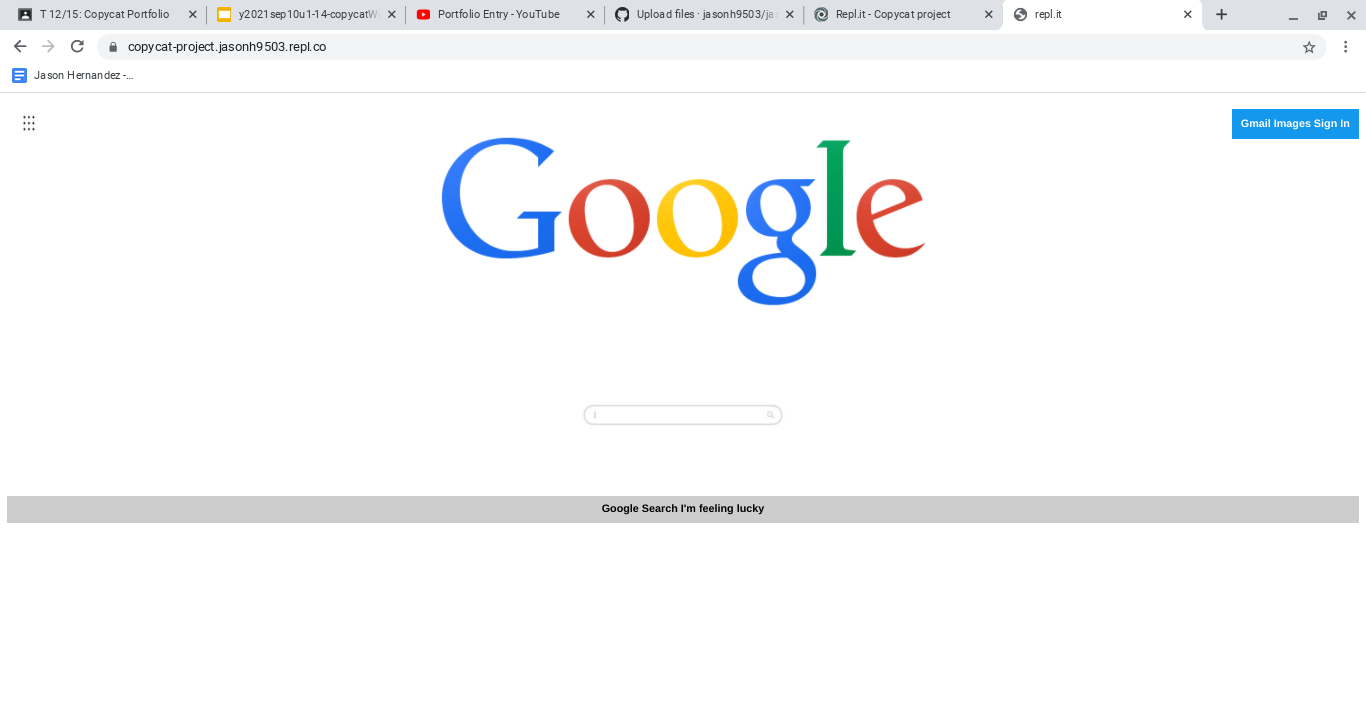 T 12/15: Copycat Portfolio
y2021sep10u1-14-copycatW
Portfolio Entry - YouTube
Upload files · jasonh9503/ja
Repl.it - Copycat project
repl.it
copycat-project.jasonh9503.repl.co
Jason Hernandez -...
Gmail Images Sign In
Google
Google Search I'm feeling lucky